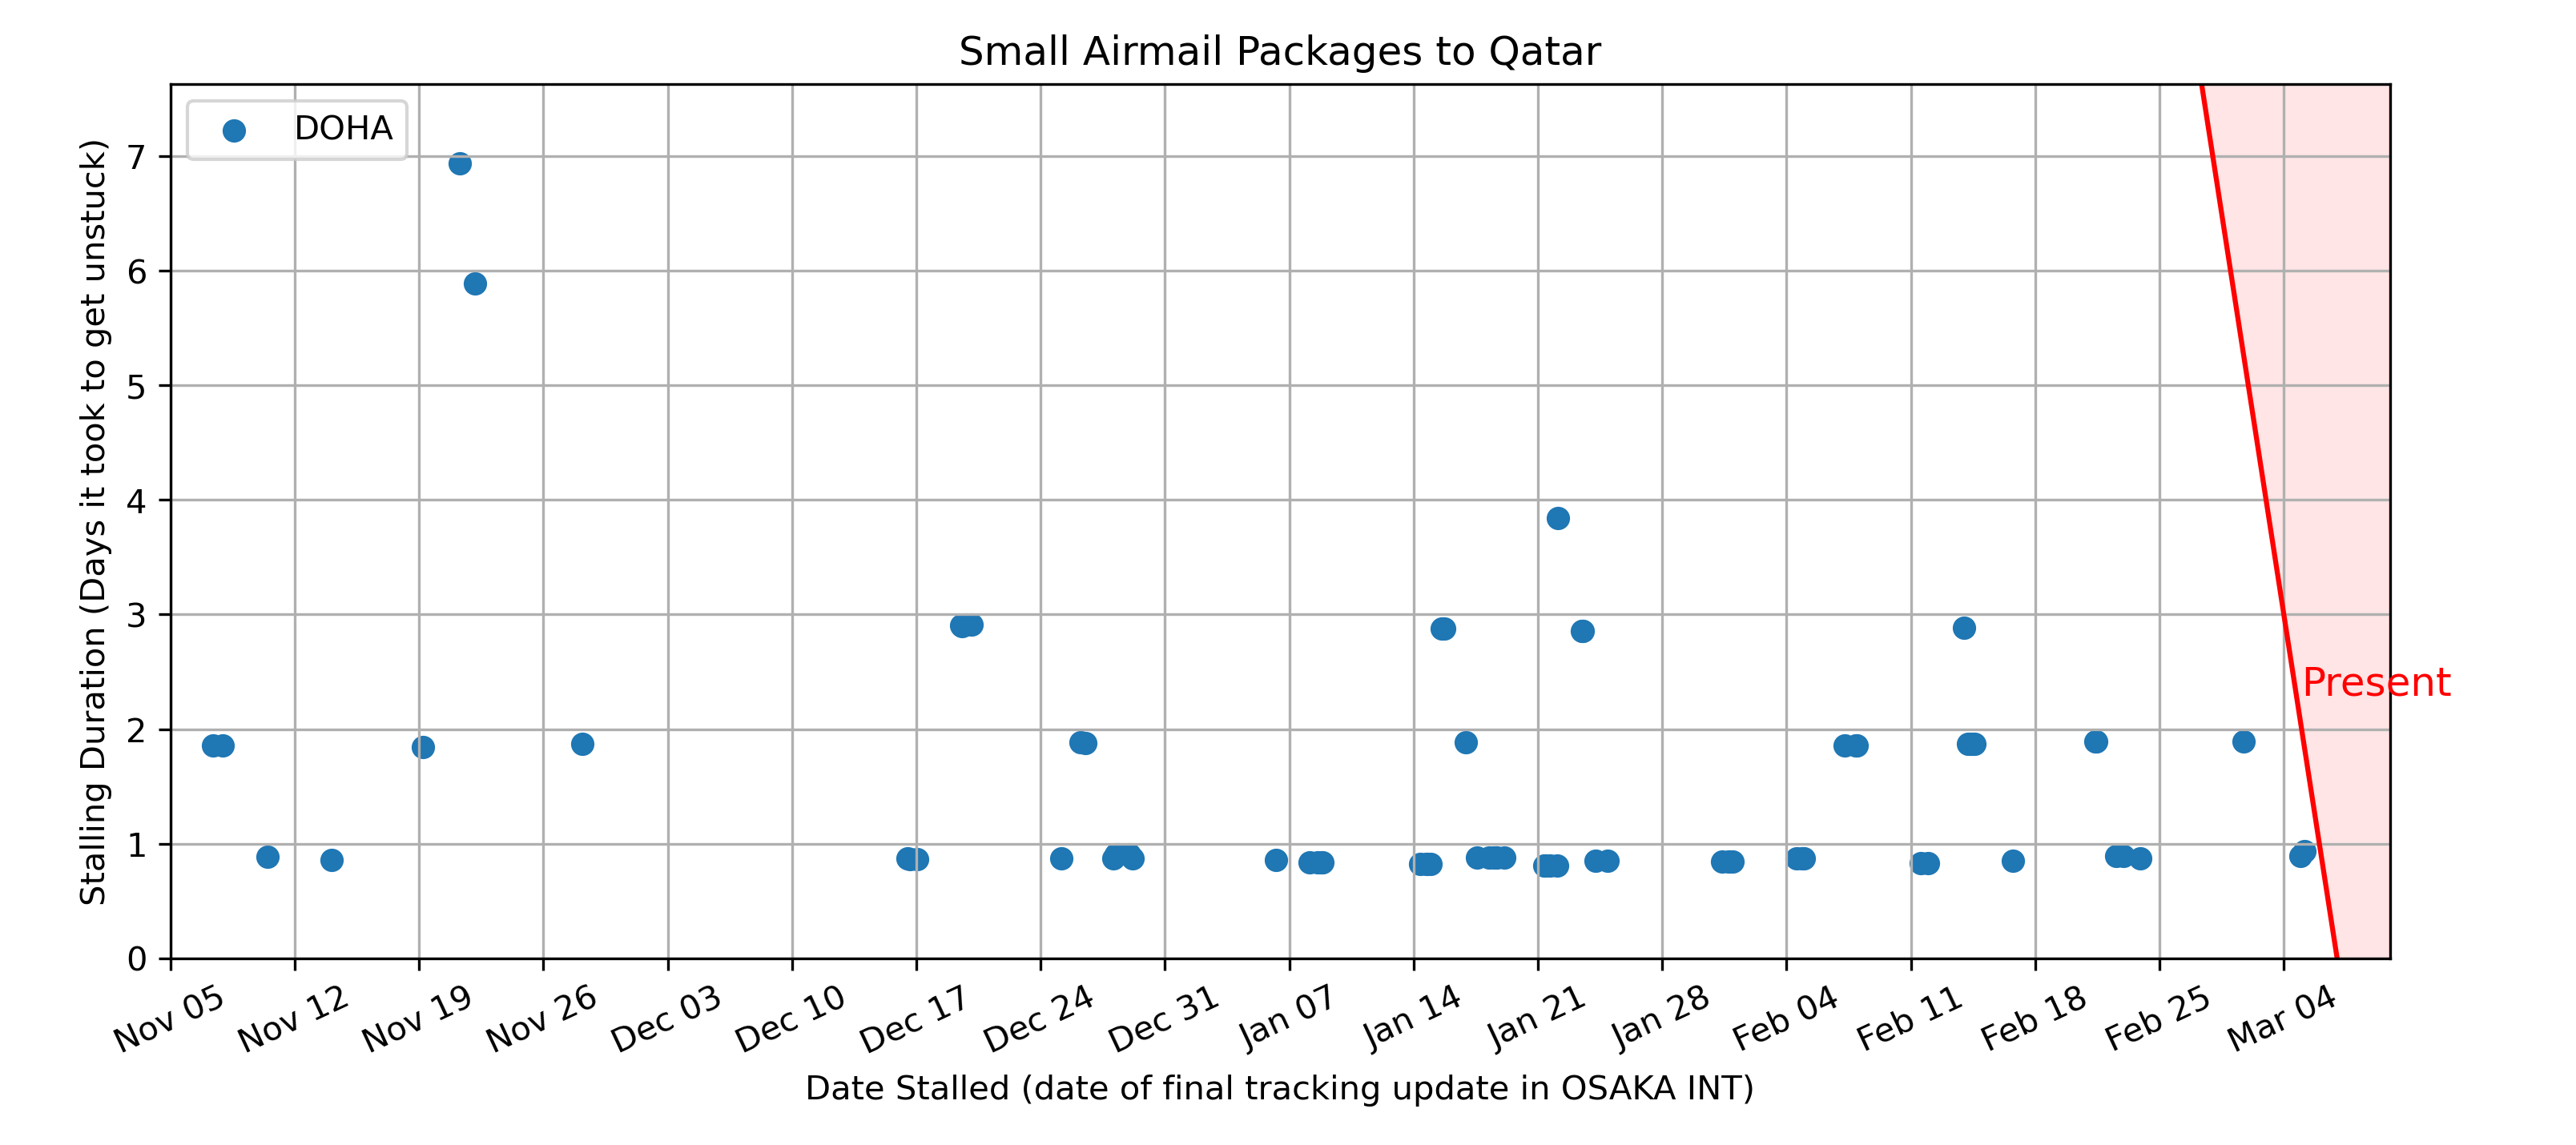 Small Airmail Packages to Qatar
DOHA
Stalling Duration (Days it took to get unstuck)
7
6
5
4
3
2
1
0
Present
Nov 05
Nov 12
Nov 19
Nov 26
Dec 03
Dec 10
Dec 17
Dec 24
Dec 31
Jan 07
Jan 14
Jan 21
Jan 28
Feb 04
Feb 11
Feb 18
Feb 25
Mar 04
Date Stalled (date of final tracking update in OSAKA INT)